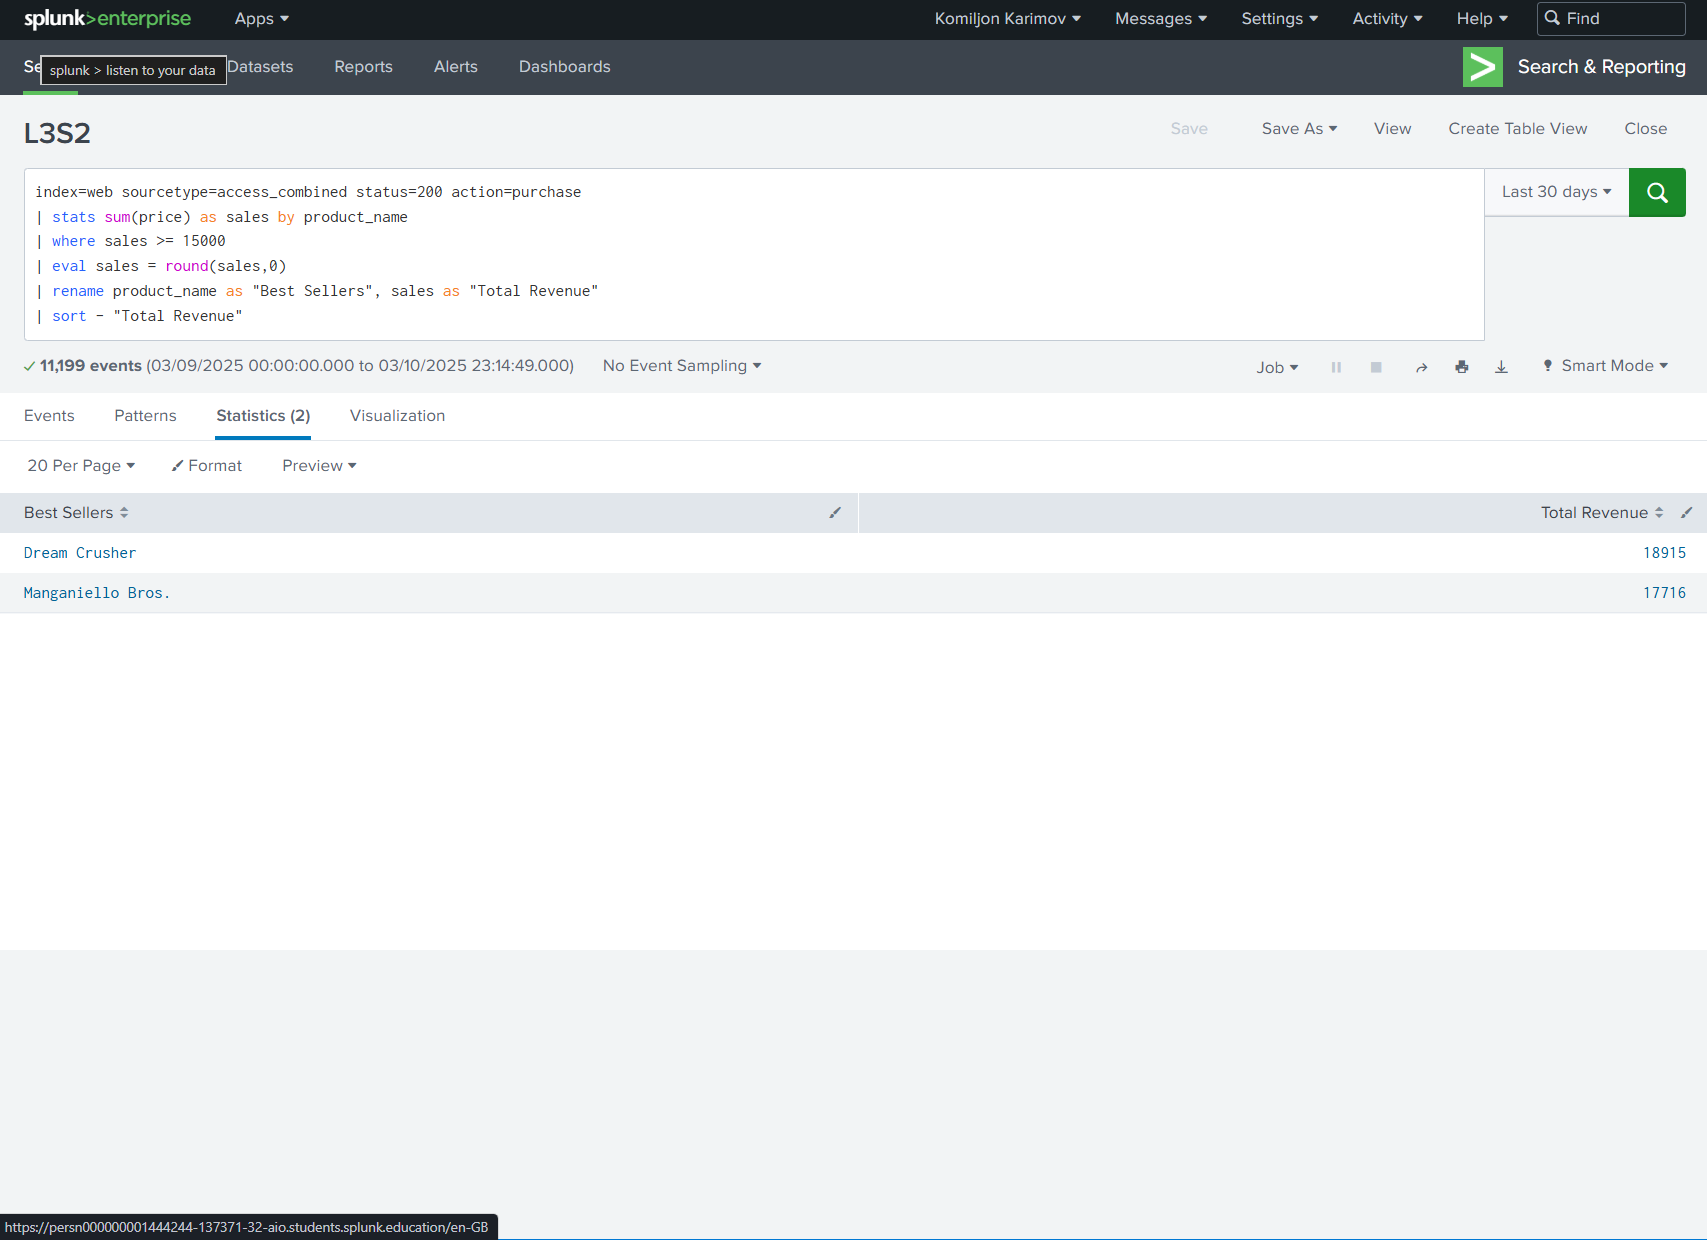 splunk>enterprise Apps Komiljon Karimov Messages Settings Activity Help Find
Se splunk > listen to your data Datasets Reports Alerts Dashboards Search & Reporting
L3S2 Save Save As View Create Table View Close
index=web sourcetype=access_combined status=200 action=purchase
| stats sum(price) as sales by product_name
| where sales >= 15000
| eval sales = round(sales,0)
| rename product_name as "Best Sellers", sales as "Total Revenue"
| sort - "Total Revenue"
Last 30 days
11,199 events (03/09/2025 00:00:00.000 to 03/10/2025 23:14:49.000) No Event Sampling Job Smart Mode
Events Patterns Statistics (2) Visualization
20 Per Page Format Preview
Best Sellers Total Revenue
Dream Crusher 18915
Manganiello Bros. 17716
https://persn000000001444244-137371-32-aio.students.splunk.education/en-GB